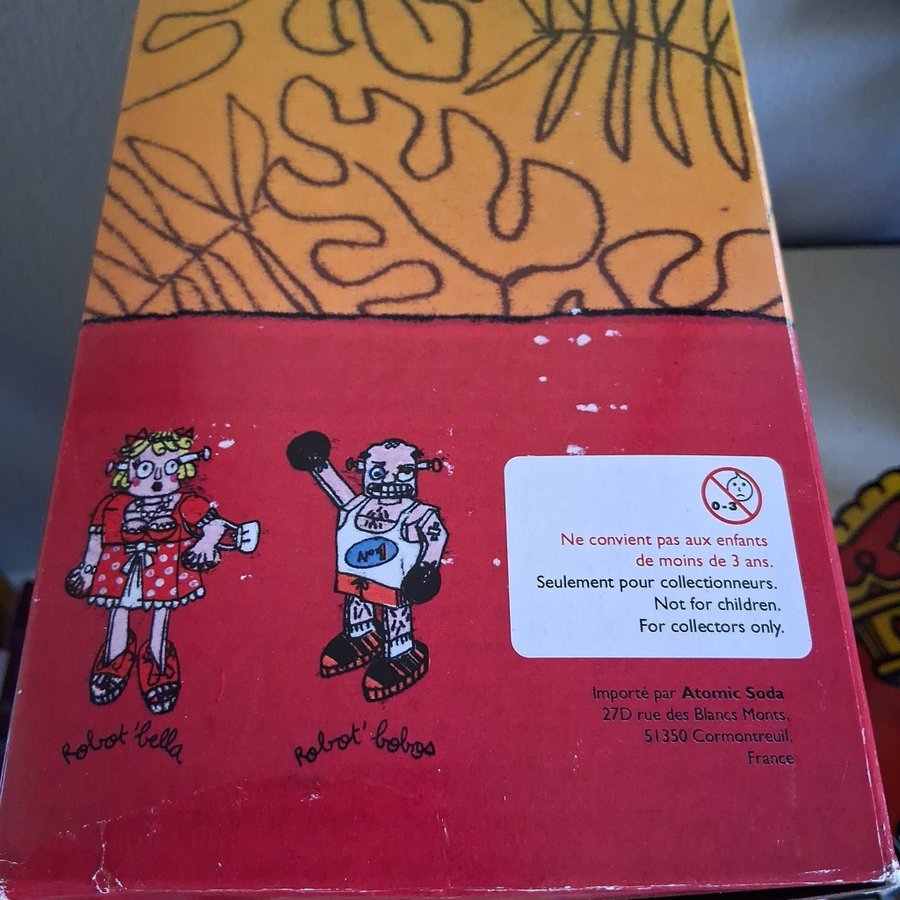 0-3
Ne convient pas aux enfants
de moins de 3 ans.
Seulement pour collectionneurs.
Not for children.
For collectors only.
Importé par Atomic Soda
27D rue des Blancs Monts,
51350 Cormontreuil,
France
Robot'bella
Robot'bobos